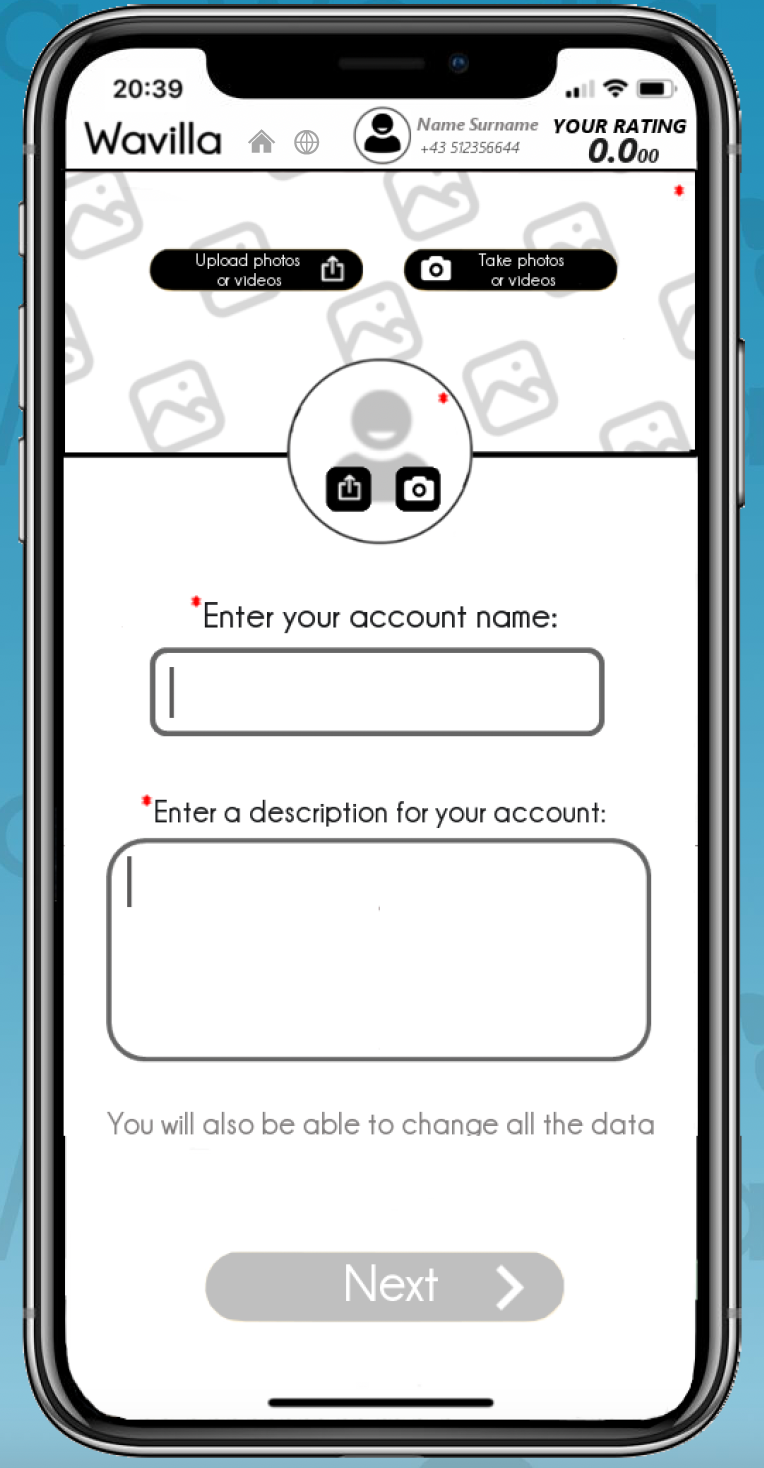 20:39
Wavilla
Name Surname
+43 512356644
YOUR RATING
0.000
Upload photos
or videos
Take photos
or videos
*Enter your account name:
*Enter a description for your account:
You will also be able to change all the data
Next